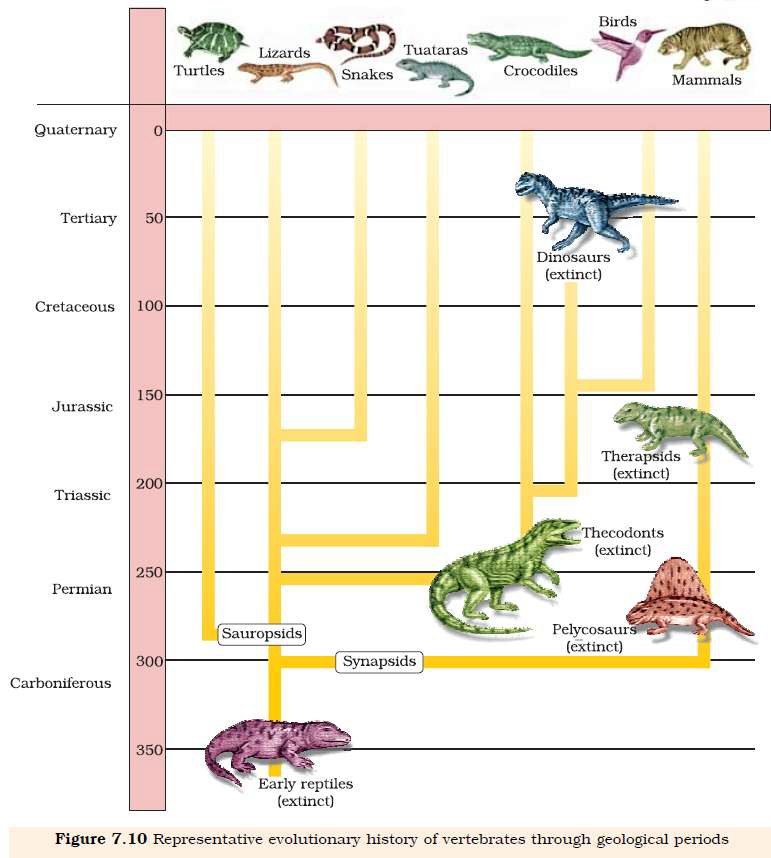 Turtles
Lizards
Snakes
Tuataras
Crocodiles
Birds
Mammals
Quaternary 0
Tertiary 50
Dinosaurs
(extinct)
Cretaceous 100
150
Jurassic
Therapsids
(extinct)
Triassic 200
Thecodonts
(extinct)
250
Permian
Sauropsids
Pelycosaurs
(extinct)
300
Synapsids
Carboniferous
350
Early reptiles
(extinct)
Figure 7.10 Representative evolutionary history of vertebrates through geological periods